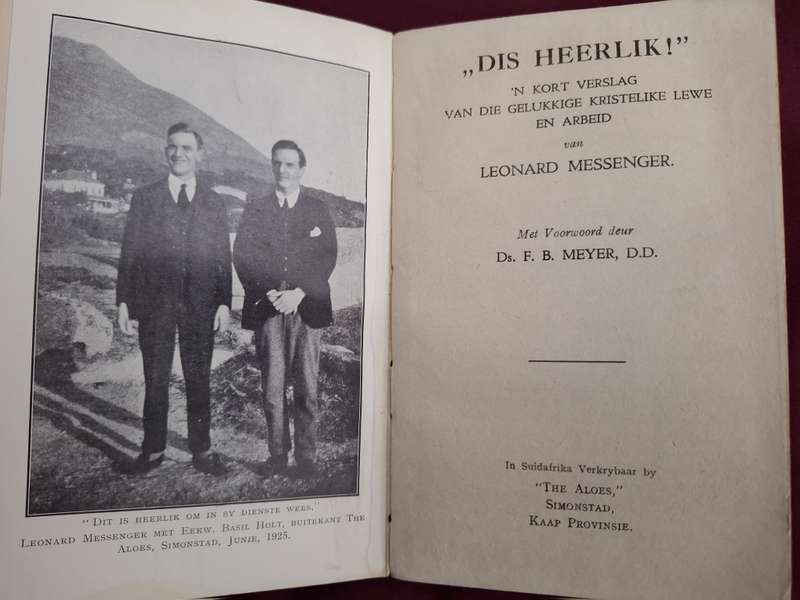 "DIT IS HEERLIK OM IN SY DIENSTE WEES."
LEONARD MESSENGER MET EERW. BASIL HOLT, BUITEKANT THE
ALOES, SIMONSTAD, JUNIE, 1925.
„DIS HEERLIK!”
'N KORT VERSLAG
VAN DIE GELUKKIGE KRISTELIKE LEWE
EN ARBEID
van
LEONARD MESSENGER.
Met Voorwoord deur
Ds. F. B. MEYER, D.D.
In Suidafrika Verkrybaar by
"THE ALOES,"
SIMONSTAD,
KAAP PROVINSIE.